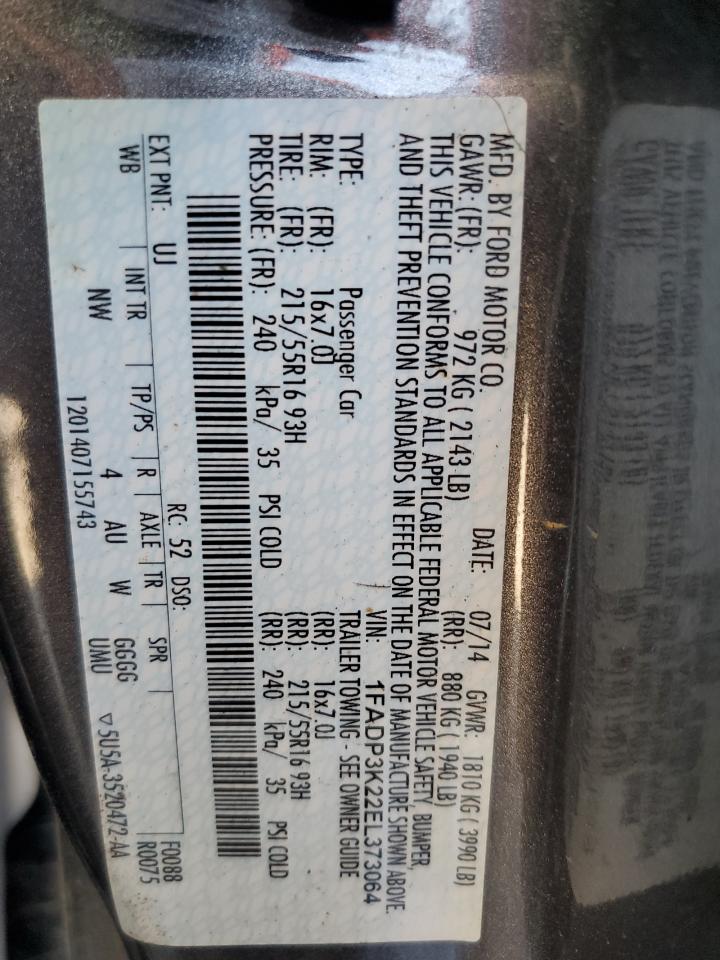 MFD. BY FORD MOTOR CO.
DATE: 07/14 GVWR: 1810 KG ( 3990 LB)
GAWR: (FR): 972 KG ( 2143 LB) (RR): 880 KG ( 1940 LB)
THIS VEHICLE CONFORMS TO ALL APPLICABLE FEDERAL MOTOR VEHICLE SAFETY, BUMPER,
AND THEFT PREVENTION STANDARDS IN EFFECT ON THE DATE OF MANUFACTURE SHOWN ABOVE.
VIN: 1FADP3K22EL373064
TYPE: Passenger Car TRAILER TOWING - SEE OWNER GUIDE
RIM: (FR): 16x7.0J (RR): 16x7.0J
TIRE: (FR): 215/55R16 93H (RR): 215/55R16 93H
PRESSURE: (FR): 240 kPa/ 35 PSI COLD (RR): 240 kPa/ 35 PSI COLD
EXT PNT: UJ RC: 52 DSO: F0088
WB INT TR TP/PS R AXLE TR SPR R0075
NW 4 AU W GGGG
UMU
1201407155743 ▽5U5A-3520472-AA